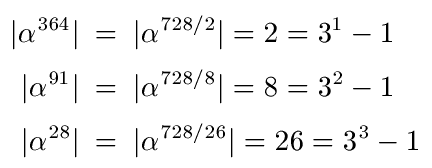 |α^364| = |α^728/2| = 2 = 3^1 − 1
|α^91| = |α^728/8| = 8 = 3^2 − 1
|α^28| = |α^728/26| = 26 = 3^3 − 1